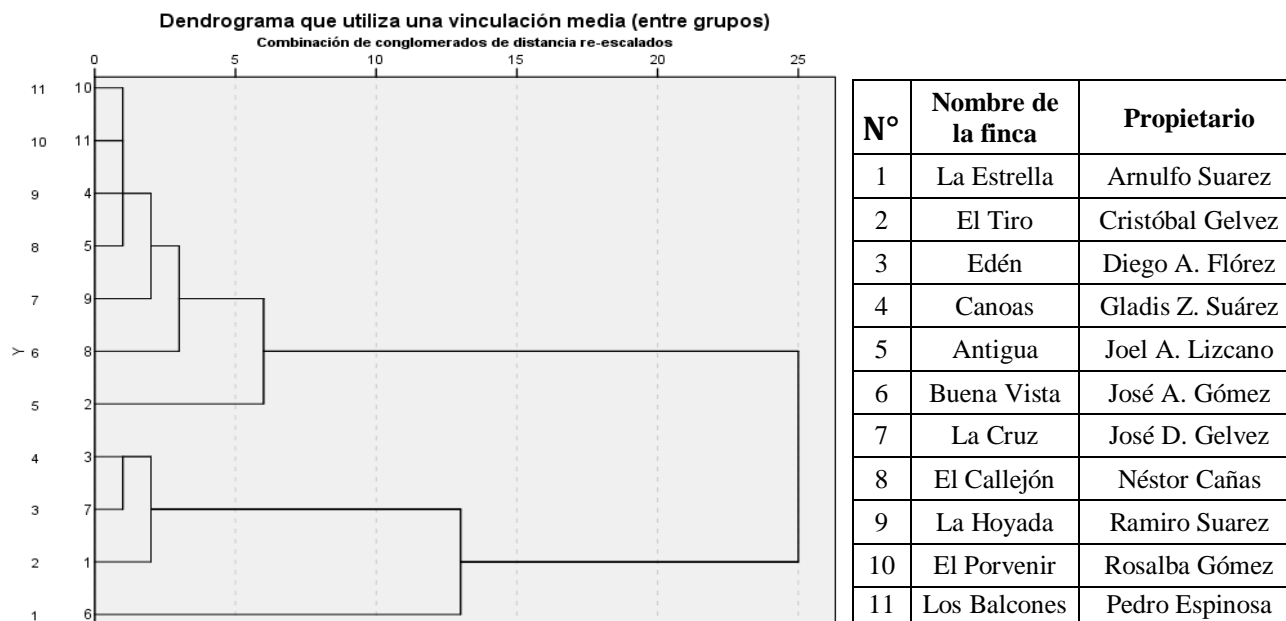 Dendrograma que utiliza una vinculación media (entre grupos)
Combinación de conglomerados de distancia re-escalados
0 5 10 15 20 25
11 10
10 11
9 4
8 5
7 9
Y 6 8
5 2
4 3
3 7
2 1
1 6
N° Nombre de la finca Propietario
1 La Estrella Arnulfo Suarez
2 El Tiro Cristóbal Gelvez
3 Edén Diego A. Flórez
4 Canoas Gladis Z. Suárez
5 Antigua Joel A. Lizcano
6 Buena Vista José A. Gómez
7 La Cruz José D. Gelvez
8 El Callejón Néstor Cañas
9 La Hoyada Ramiro Suarez
10 El Porvenir Rosalba Gómez
11 Los Balcones Pedro Espinosa